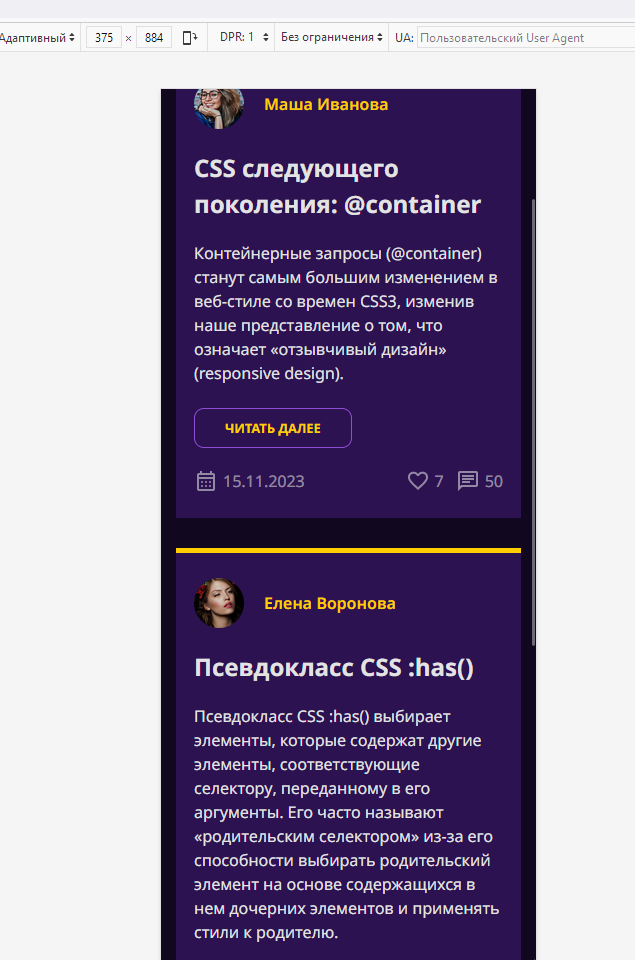 Адаптивный 375 × 884 DPR: 1 Без ограничения UA: Пользовательский User Agent
Маша Иванова
CSS следующего
поколения: @container
Контейнерные запросы (@container)
станут самым большим изменением в
веб-стиле со времен CSS3, изменив
наше представление о том, что
означает «отзывчивый дизайн»
(responsive design).
ЧИТАТЬ ДАЛЕЕ
15.11.2023 7 50
Елена Воронова
Псевдокласс CSS :has()
Псевдокласс CSS :has() выбирает
элементы, которые содержат другие
элементы, соответствующие
селектору, переданному в его
аргументы. Его часто называют
«родительским селектором» из-за его
способности выбирать родительский
элемент на основе содержащихся в
нем дочерних элементов и применять
стили к родителю.